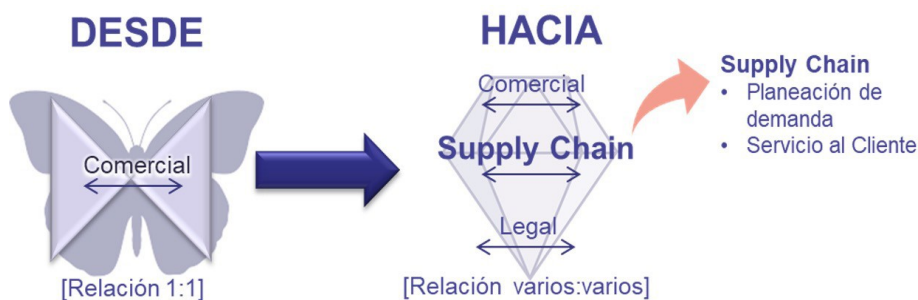 DESDE
Comercial
[Relación 1:1]
HACIA
Comercial
Supply Chain
Legal
[Relación varios:varios]
Supply Chain
• Planeación de
demanda
• Servicio al Cliente